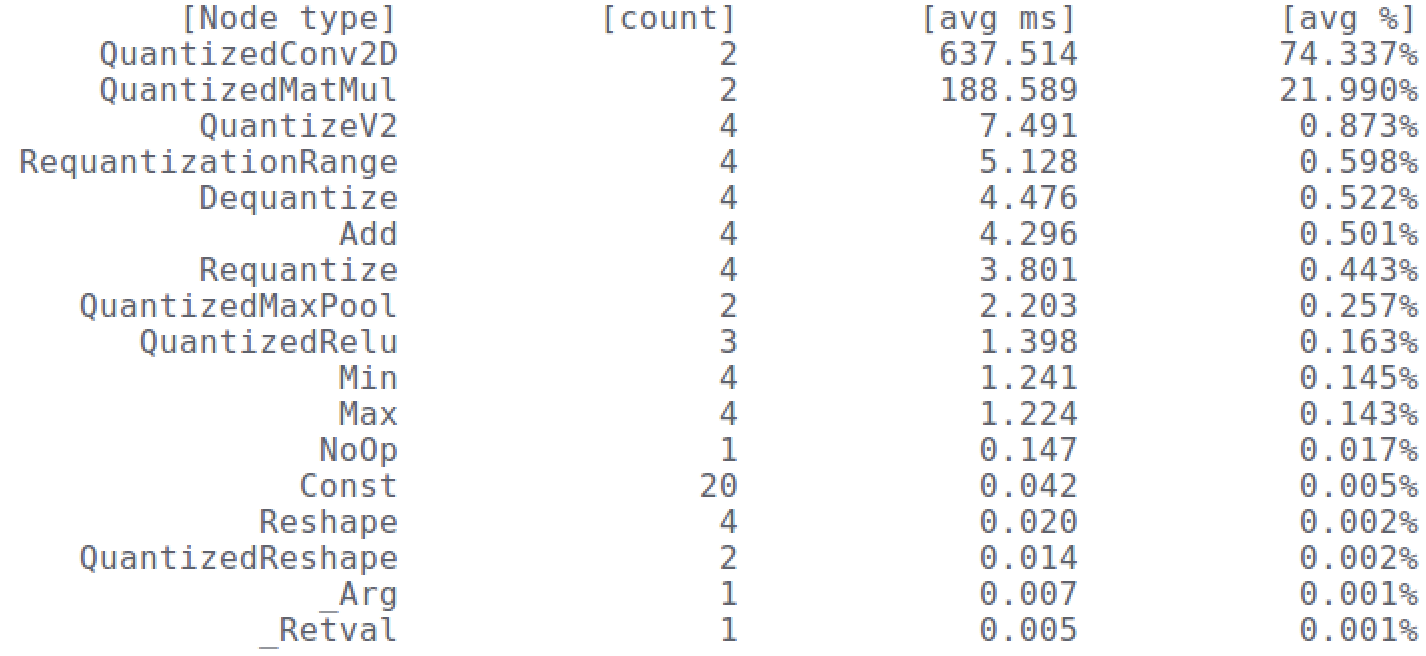 [Node type] [count] [avg ms] [avg %]
QuantizedConv2D 2 637.514 74.337%
QuantizedMatMul 2 188.589 21.990%
QuantizeV2 4 7.491 0.873%
RequantizationRange 4 5.128 0.598%
Dequantize 4 4.476 0.522%
Add 4 4.296 0.501%
Requantize 4 3.801 0.443%
QuantizedMaxPool 2 2.203 0.257%
QuantizedRelu 3 1.398 0.163%
Min 4 1.241 0.145%
Max 4 1.224 0.143%
NoOp 1 0.147 0.017%
Const 20 0.042 0.005%
Reshape 4 0.020 0.002%
QuantizedReshape 2 0.014 0.002%
_Arg 1 0.007 0.001%
_Retval 1 0.005 0.001%